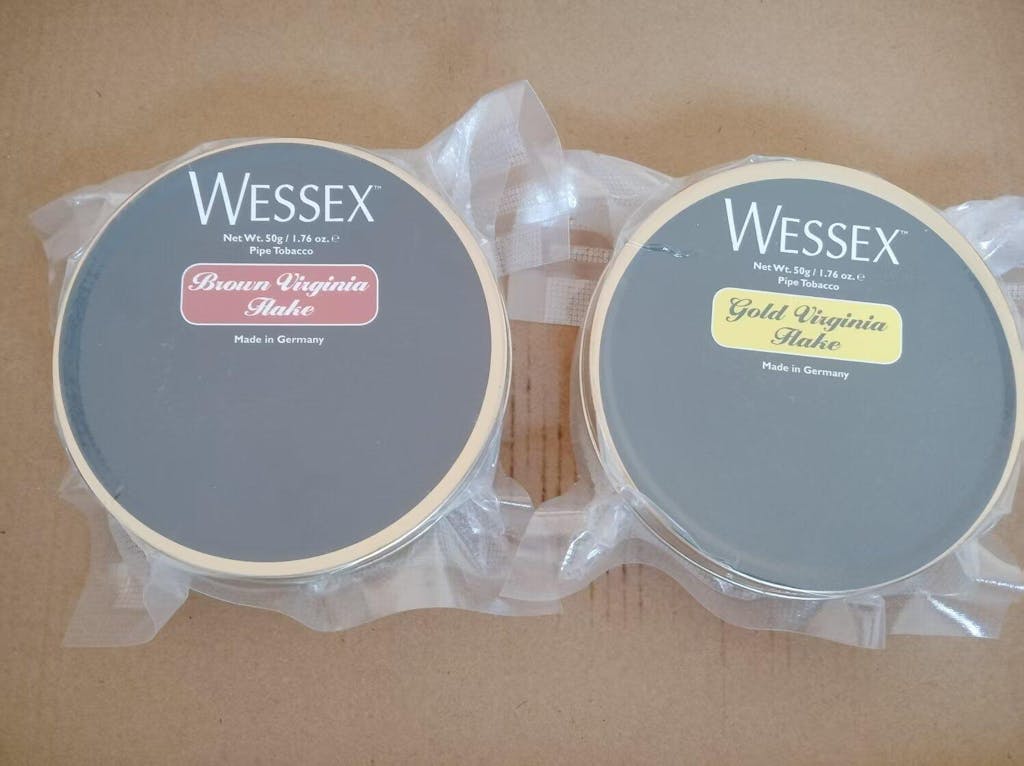 WESSEX™
Net Wt. 50g / 1.76 oz. ℮
Pipe Tobacco
Brown Virginia
Flake
Made in Germany
WESSEX™
Net Wt. 50g / 1.76 oz. ℮
Pipe Tobacco
Gold Virginia
Flake
Made in Germany